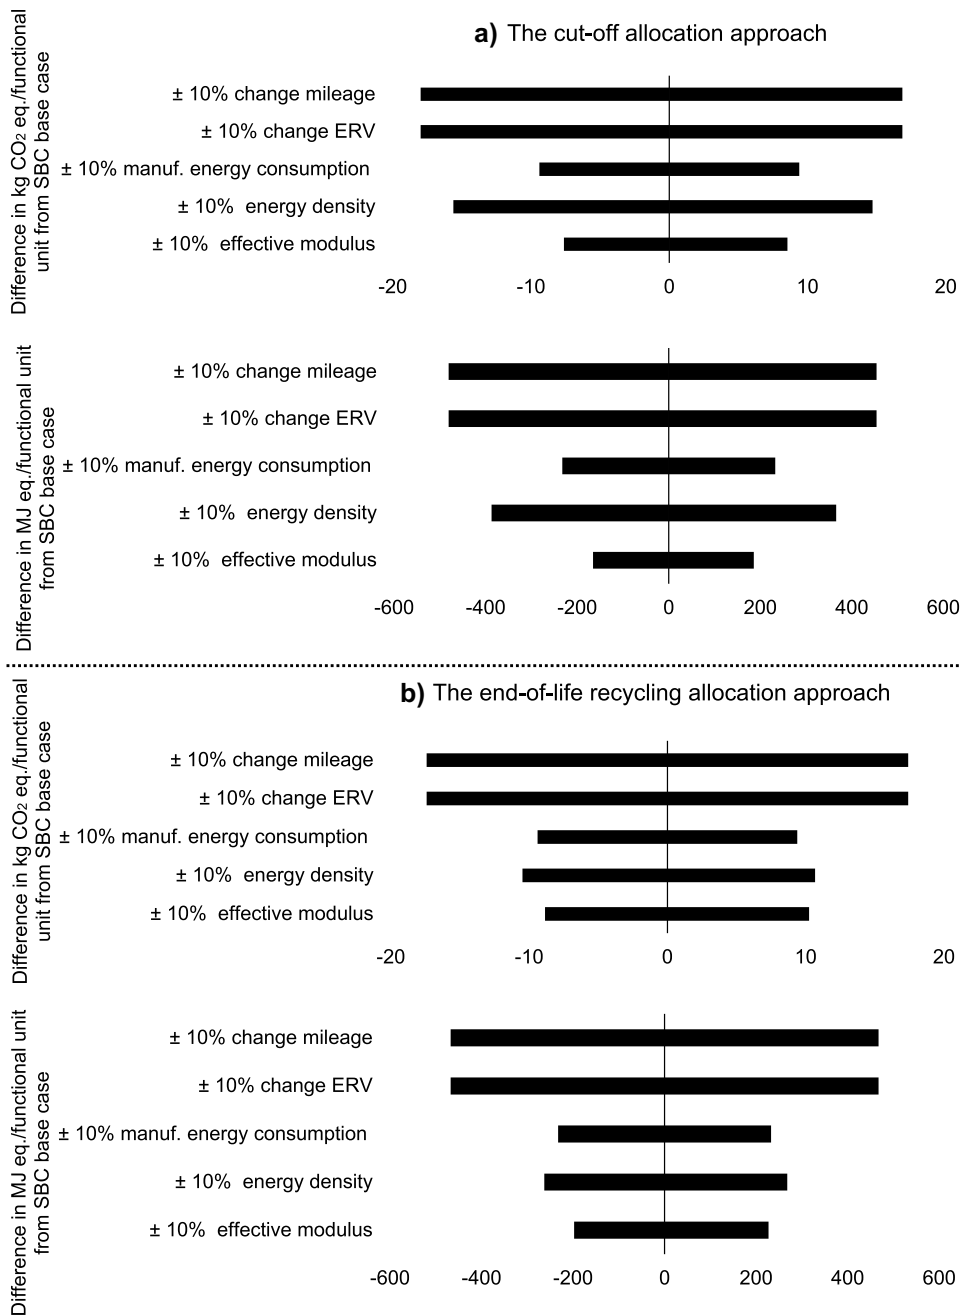 a) The cut-off allocation approach
Difference in kg CO2 eq./functional
unit from SBC base case
± 10% change mileage
± 10% change ERV
± 10% manuf. energy consumption
± 10% energy density
± 10% effective modulus
-20 -10 0 10 20
Difference in MJ eq./functional unit
from SBC base case
± 10% change mileage
± 10% change ERV
± 10% manuf. energy consumption
± 10% energy density
± 10% effective modulus
-600 -400 -200 0 200 400 600
b) The end-of-life recycling allocation approach
Difference in kg CO2 eq./functional
unit from SBC base case
± 10% change mileage
± 10% change ERV
± 10% manuf. energy consumption
± 10% energy density
± 10% effective modulus
-20 -10 0 10 20
Difference in MJ eq./functional unit
from SBC base case
± 10% change mileage
± 10% change ERV
± 10% manuf. energy consumption
± 10% energy density
± 10% effective modulus
-600 -400 -200 0 200 400 600